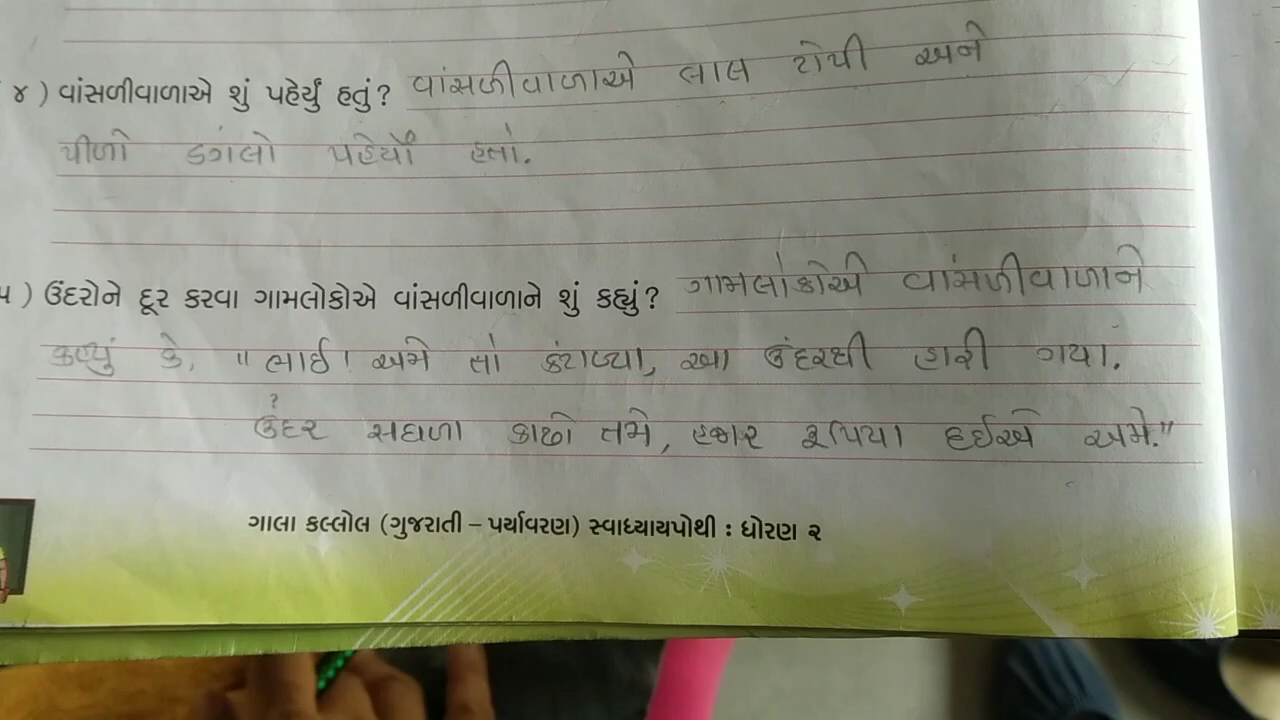 ૪) વાંસળીવાળાએ શું પહેર્યું હતું? વાંસળીવાળાએ લાલ ટોપી અને
પીળો ડગલો પહેર્યો હતો.
૫) ઉંદરોને દૂર કરવા ગામલોકોએ વાંસળીવાળાને શું કહ્યું? ગામલોકોએ વાંસળીવાળાને
કહ્યું કે, "ભાઈ! અમે તો કંટાળ્યા, આ ઉંદરથી હારી ગયા.
ઉંદર સઘળા કાઢો તમે, હજાર રૂપિયા દઈએ અમે."
ગાલા કલ્લોલ (ગુજરાતી – પર્યાવરણ) સ્વાધ્યાયપોથી : ધોરણ ૨